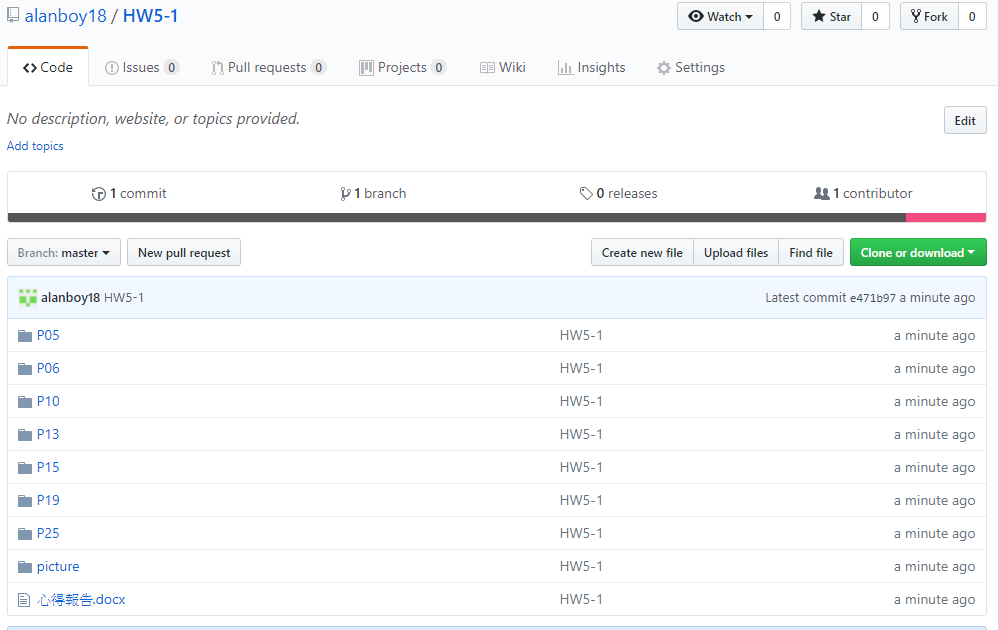 alanboy18 / HW5-1 Watch 0 Star 0 Fork 0
Code Issues 0 Pull requests 0 Projects 0 Wiki Insights Settings
No description, website, or topics provided. Edit
Add topics
1 commit 1 branch 0 releases 1 contributor
Branch: master New pull request Create new file Upload files Find file Clone or download
alanboy18 HW5-1 Latest commit e471b97 a minute ago
P05 HW5-1 a minute ago
P06 HW5-1 a minute ago
P10 HW5-1 a minute ago
P13 HW5-1 a minute ago
P15 HW5-1 a minute ago
P19 HW5-1 a minute ago
P25 HW5-1 a minute ago
picture HW5-1 a minute ago
心得報告.docx HW5-1 a minute ago